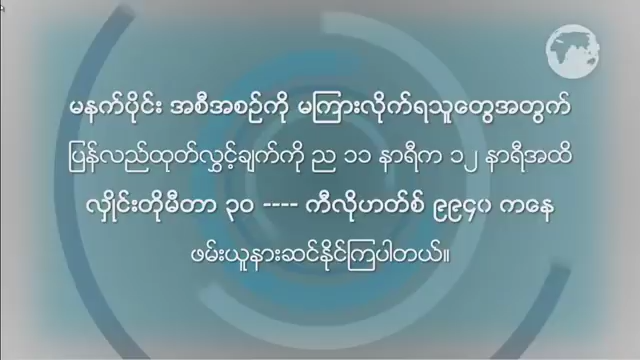 မနက်ပိုင်း အစီအစဉ်ကို မကြားလိုက်ရသူတွေအတွက်
ပြန်လည်ထုတ်လွှင့်ချက်ကို ည ၁၁ နာရီက ၁၂ နာရီအထိ
လှိုင်းတိုမီတာ ၃၀ ---- ကီလိုဟတ်စ် ၉၉၄၀ ကနေ
ဖမ်းယူနားဆင်နိုင်ကြပါတယ်။